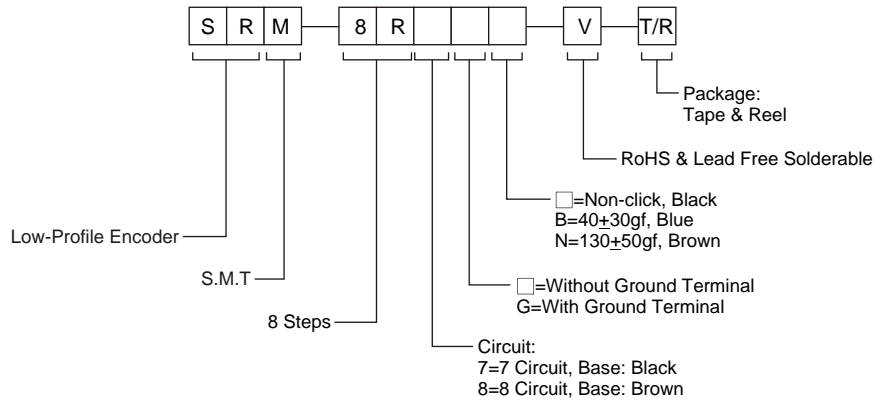 S R M 8 R V T/R
Package:
Tape & Reel
RoHS & Lead Free Solderable
□=Non-click, Black
B=40±30gf, Blue
N=130±50gf, Brown
Low-Profile Encoder
S.M.T
□=Without Ground Terminal
G=With Ground Terminal
8 Steps
Circuit:
7=7 Circuit, Base: Black
8=8 Circuit, Base: Brown